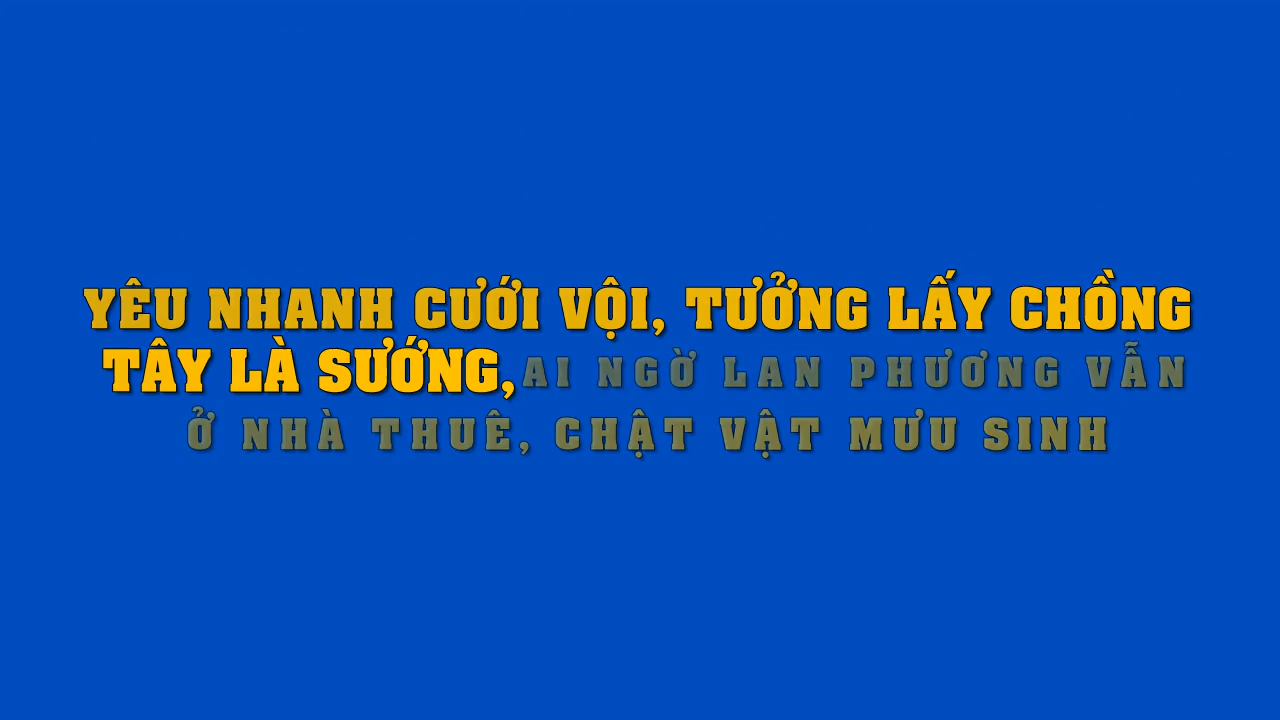 YÊU NHANH CƯỚI VỘI, TƯỞNG LẤY CHỒNG
TÂY LÀ SƯỚNG, AI NGỜ LAN PHƯƠNG VẪN
Ở NHÀ THUÊ, CHẬT VẬT MƯU SINH